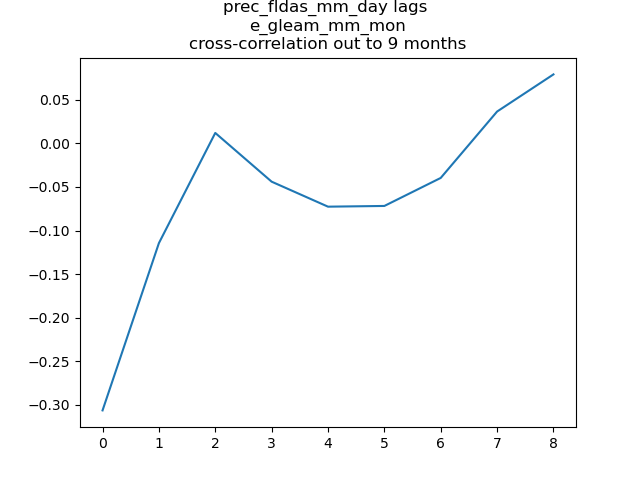 prec_fldas_mm_day lags
e_gleam_mm_mon
cross-correlation out to 9 months
0.05
0.00
−0.05
−0.10
−0.15
−0.20
−0.25
−0.30
0 1 2 3 4 5 6 7 8